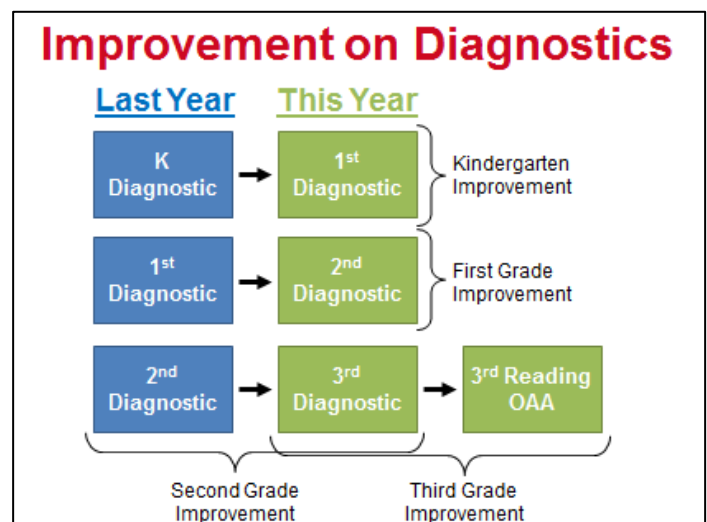 Improvement on Diagnostics
Last Year This Year
K
Diagnostic
1st
Diagnostic
Kindergarten
Improvement
1st
Diagnostic
2nd
Diagnostic
First Grade
Improvement
2nd
Diagnostic
3rd
Diagnostic
3rd Reading
OAA
Second Grade
Improvement
Third Grade
Improvement